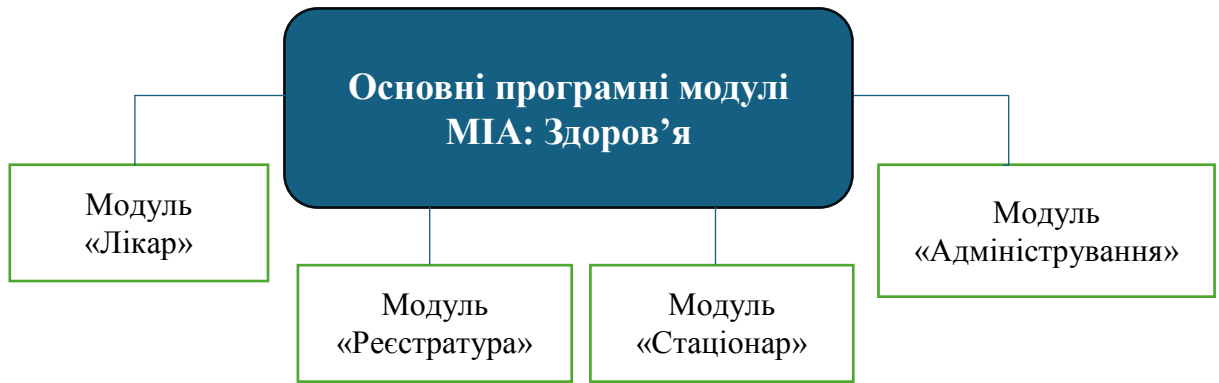 Основні програмні модулі
МІА: Здоров’я
Модуль
«Лікар»
Модуль
«Реєстратура»
Модуль
«Стаціонар»
Модуль
«Адміністрування»